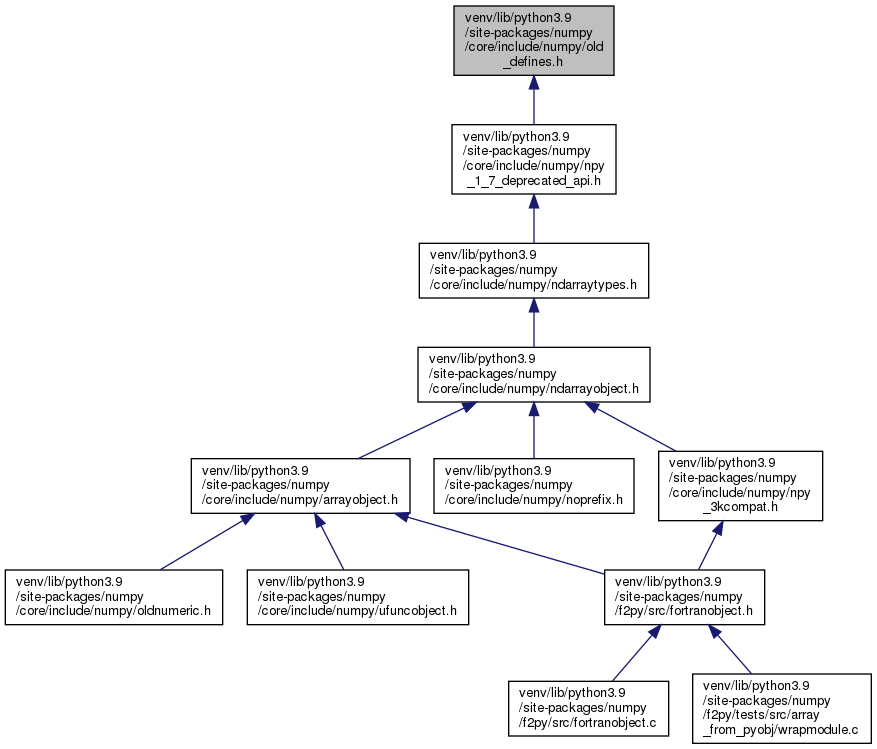 venv/lib/python3.9
/site-packages/numpy
/core/include/numpy/old
_defines.h
venv/lib/python3.9
/site-packages/numpy
/core/include/numpy/npy
_1_7_deprecated_api.h
venv/lib/python3.9
/site-packages/numpy
/core/include/numpy/ndarraytypes.h
venv/lib/python3.9
/site-packages/numpy
/core/include/numpy/ndarrayobject.h
venv/lib/python3.9
/site-packages/numpy
/core/include/numpy/arrayobject.h
venv/lib/python3.9
/site-packages/numpy
/core/include/numpy/noprefix.h
venv/lib/python3.9
/site-packages/numpy
/core/include/numpy/npy
_3kcompat.h
venv/lib/python3.9
/site-packages/numpy
/core/include/numpy/oldnumeric.h
venv/lib/python3.9
/site-packages/numpy
/core/include/numpy/ufuncobject.h
venv/lib/python3.9
/site-packages/numpy
/f2py/src/fortranobject.h
venv/lib/python3.9
/site-packages/numpy
/f2py/src/fortranobject.c
venv/lib/python3.9
/site-packages/numpy
/f2py/tests/src/array
_from_pyobj/wrapmodule.c